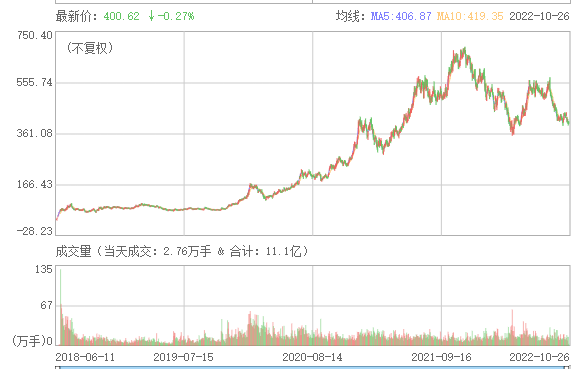 最新价: 400.62 ↓-0.27% 均线: MA5:406.87 MA10:419.35 2022-10-26
750.40
(不复权)
555.74
361.08
166.43
-28.23
成交量 (当天成交: 2.76万手 & 合计: 11.1亿)
135
67
(万手)0
2018-06-11 2019-07-15 2020-08-14 2021-09-16 2022-10-26